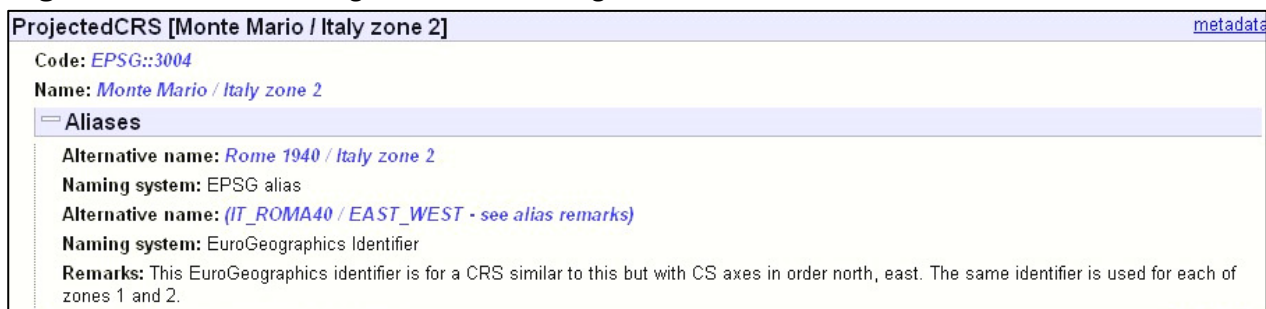 ProjectedCRS [Monte Mario / Italy zone 2] metadata
Code: EPSG::3004
Name: Monte Mario / Italy zone 2
Aliases
Alternative name: Rome 1940 / Italy zone 2
Naming system: EPSG alias
Alternative name: (IT_ROMA40 / EAST_WEST - see alias remarks)
Naming system: EuroGeographics Identifier
Remarks: This EuroGeographics identifier is for a CRS similar to this but with CS axes in order north, east. The same identifier is used for each of
zones 1 and 2.